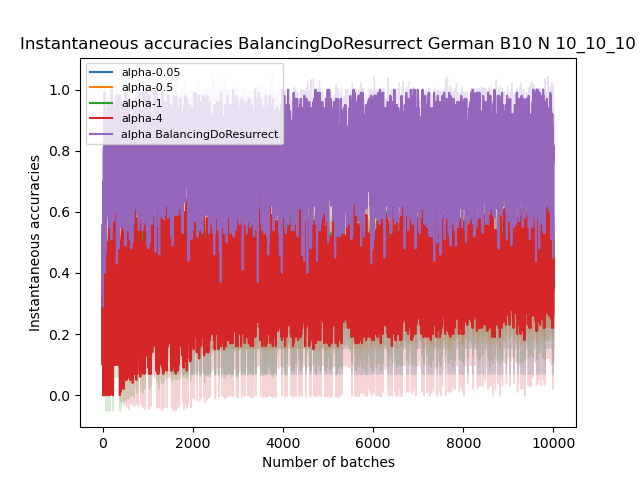 Instantaneous accuracies BalancingDoResurrect German B10 N 10_10_10
alpha-0.05
alpha-0.5
alpha-1
alpha-4
alpha BalancingDoResurrect
1.0
0.8
0.6
0.4
0.2
0.0
Instantaneous accuracies
0 2000 4000 6000 8000 10000
Number of batches